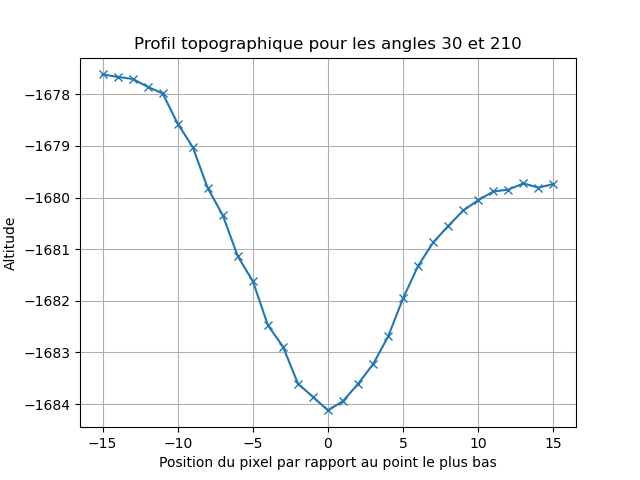 Profil topographique pour les angles 30 et 210
Altitude
−1678
−1679
−1680
−1681
−1682
−1683
−1684
−15 −10 −5 0 5 10 15
Position du pixel par rapport au point le plus bas